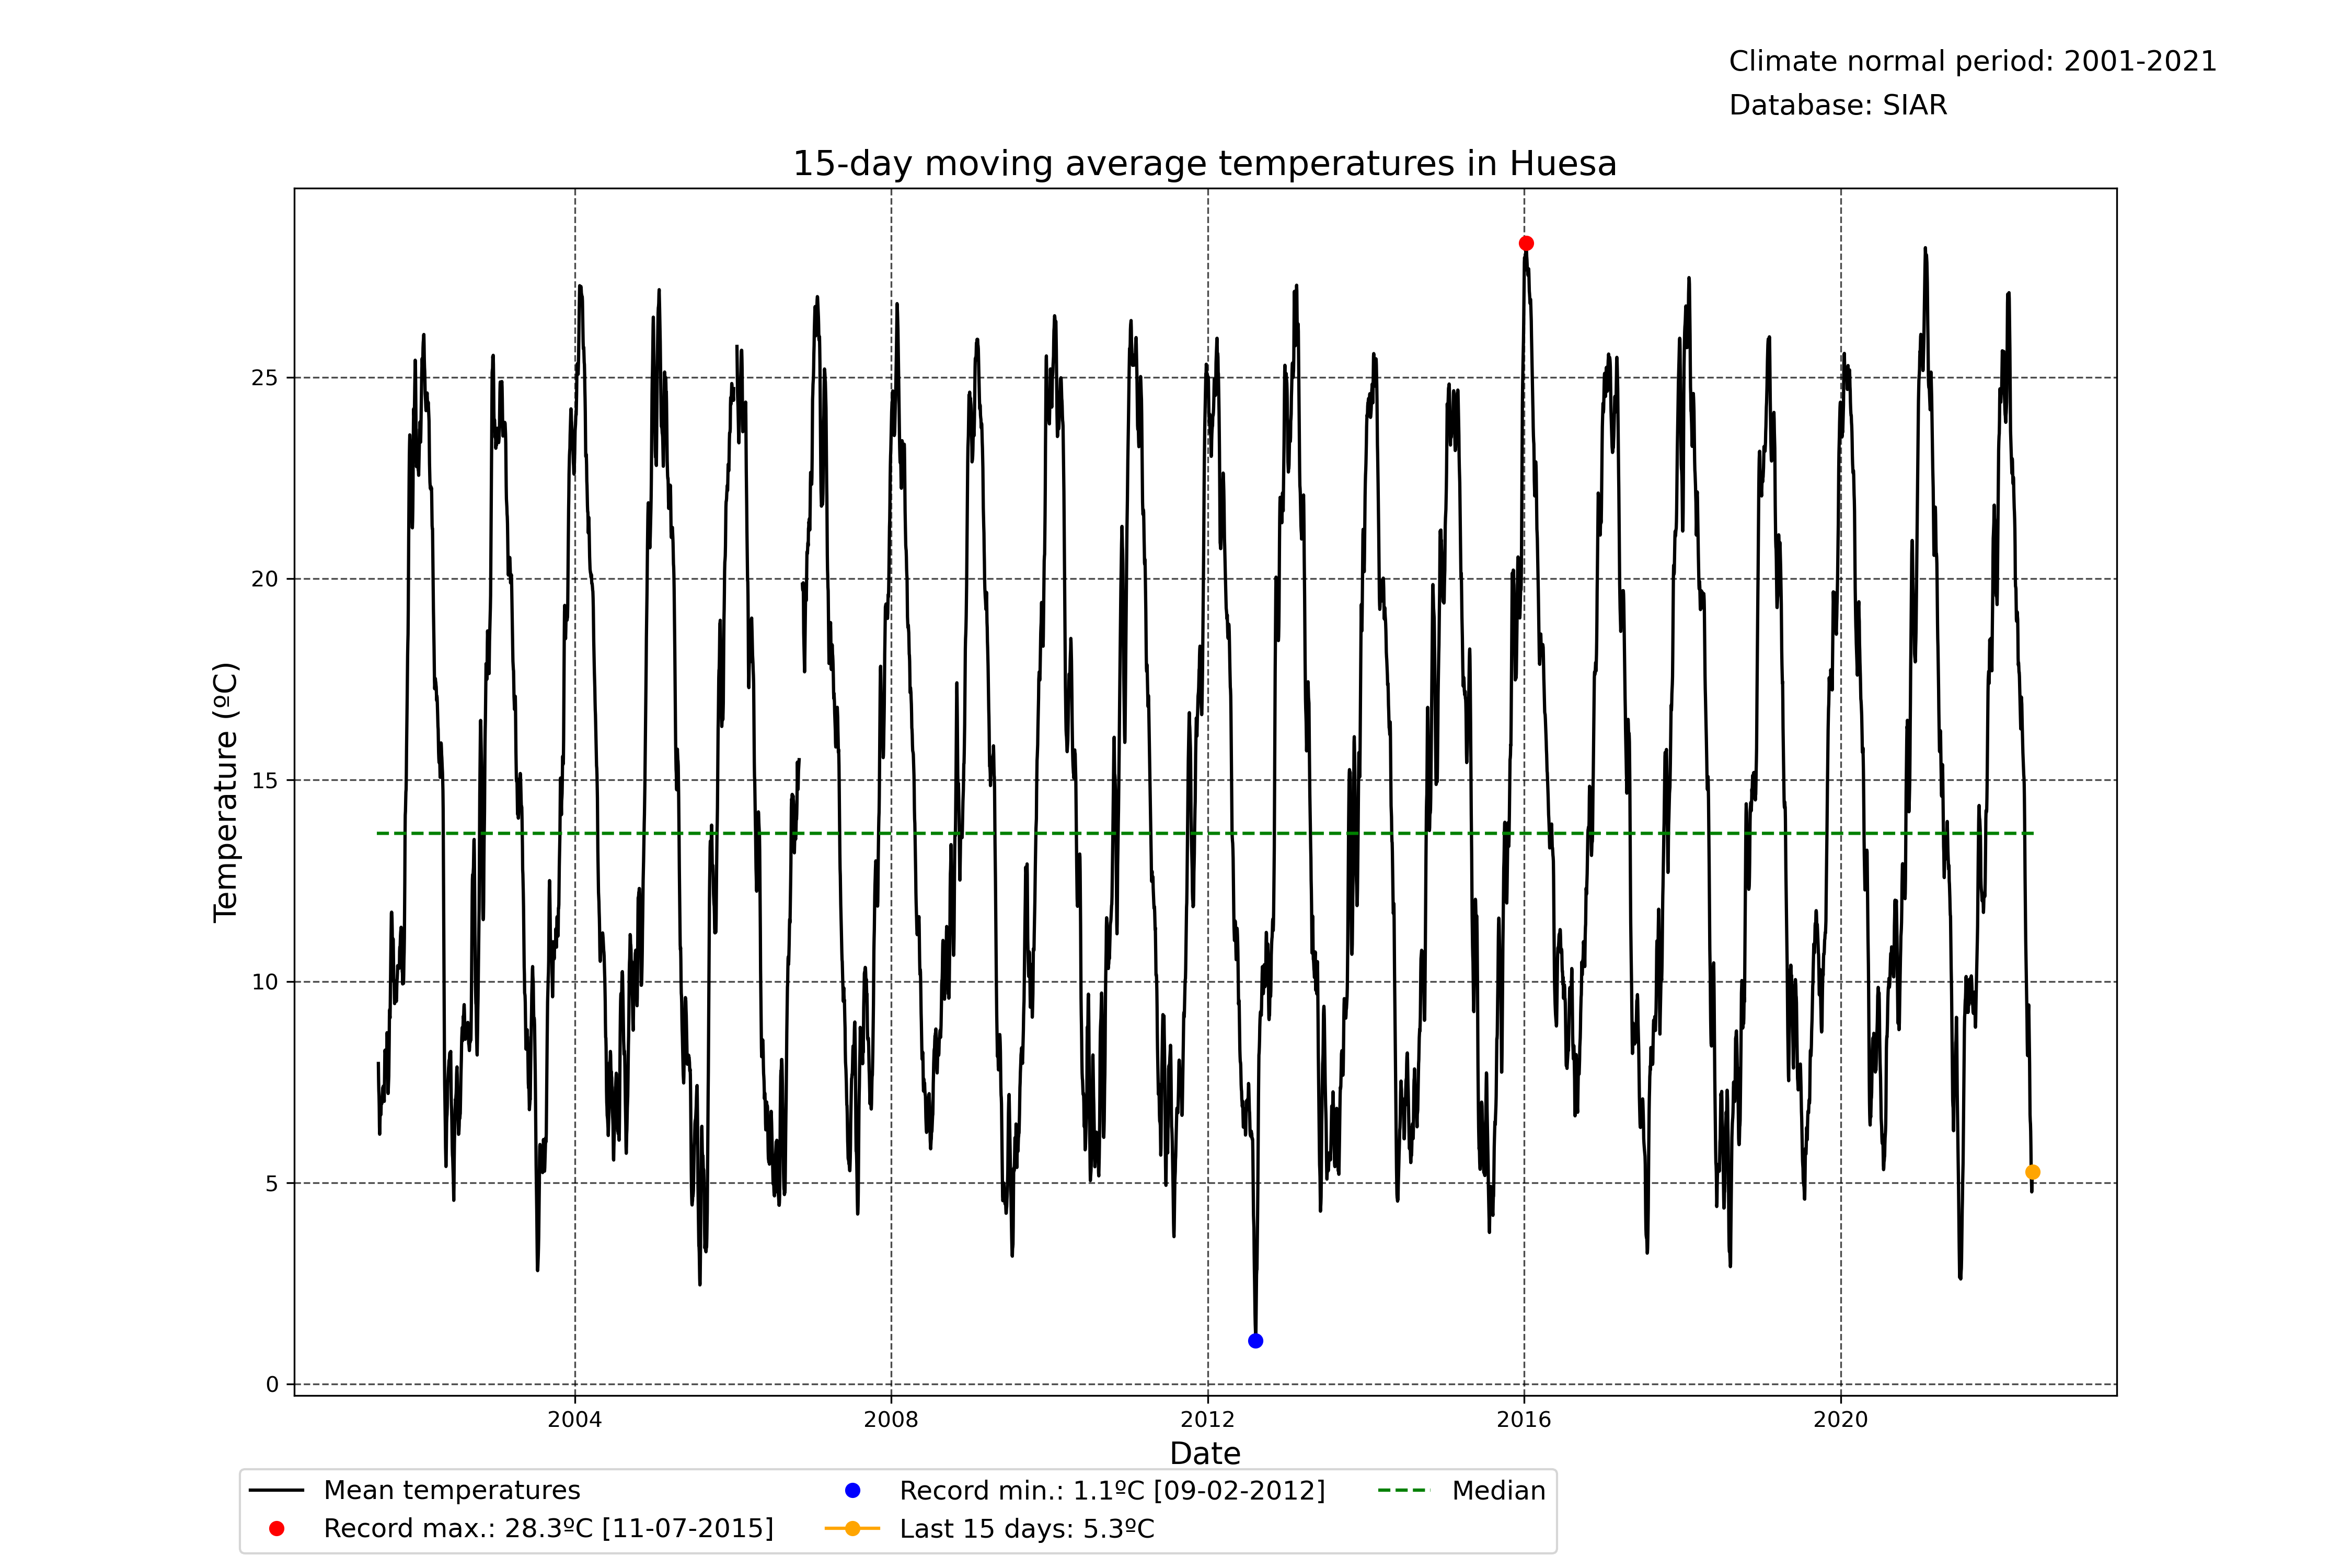 Climate normal period: 2001-2021
Database: SIAR
15-day moving average temperatures in Huesa
Temperature (ºC)
25
20
15
10
5
0
2004 2008 2012 2016 2020
Date
Mean temperatures
Record max.: 28.3ºC [11-07-2015]
Record min.: 1.1ºC [09-02-2012]
Last 15 days: 5.3ºC
Median